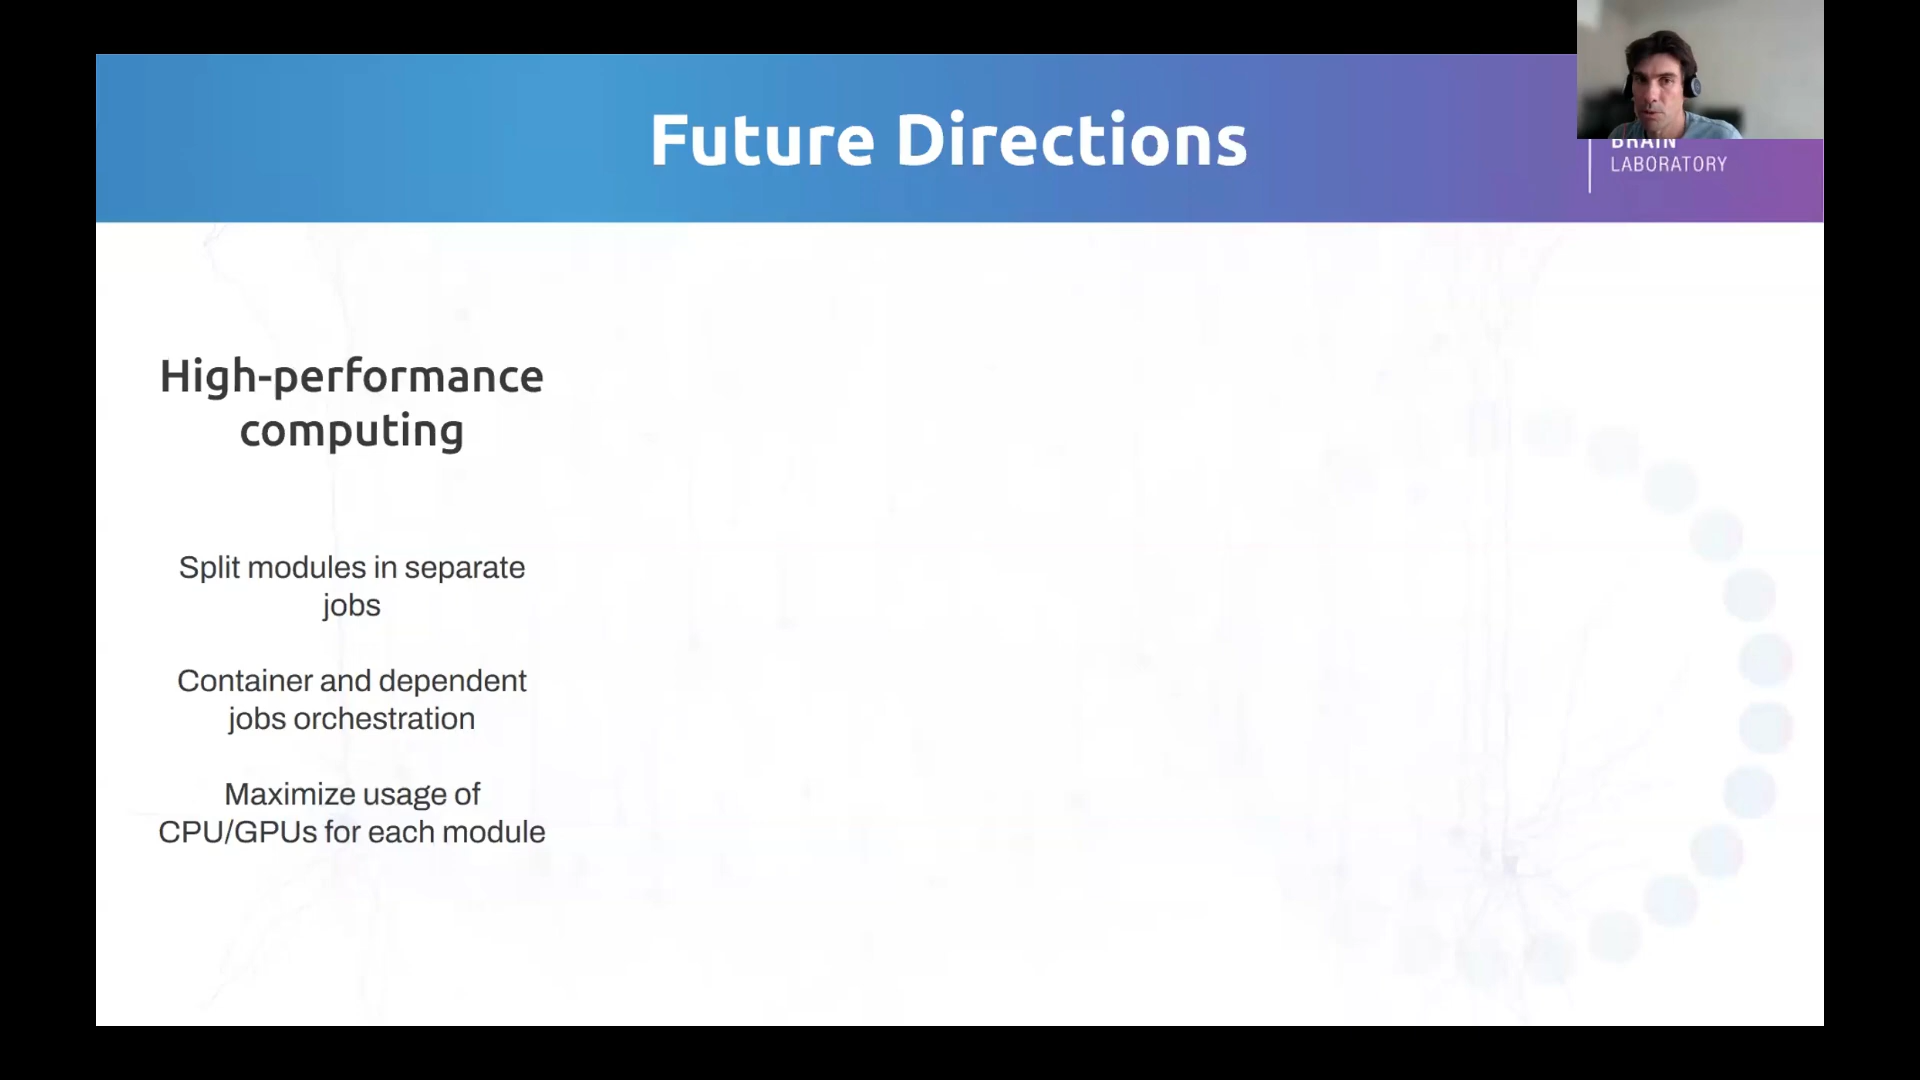 Future Directions
BRAIN
LABORATORY
High-performance
computing
Split modules in separate
jobs
Container and dependent
jobs orchestration
Maximize usage of
CPU/GPUs for each module